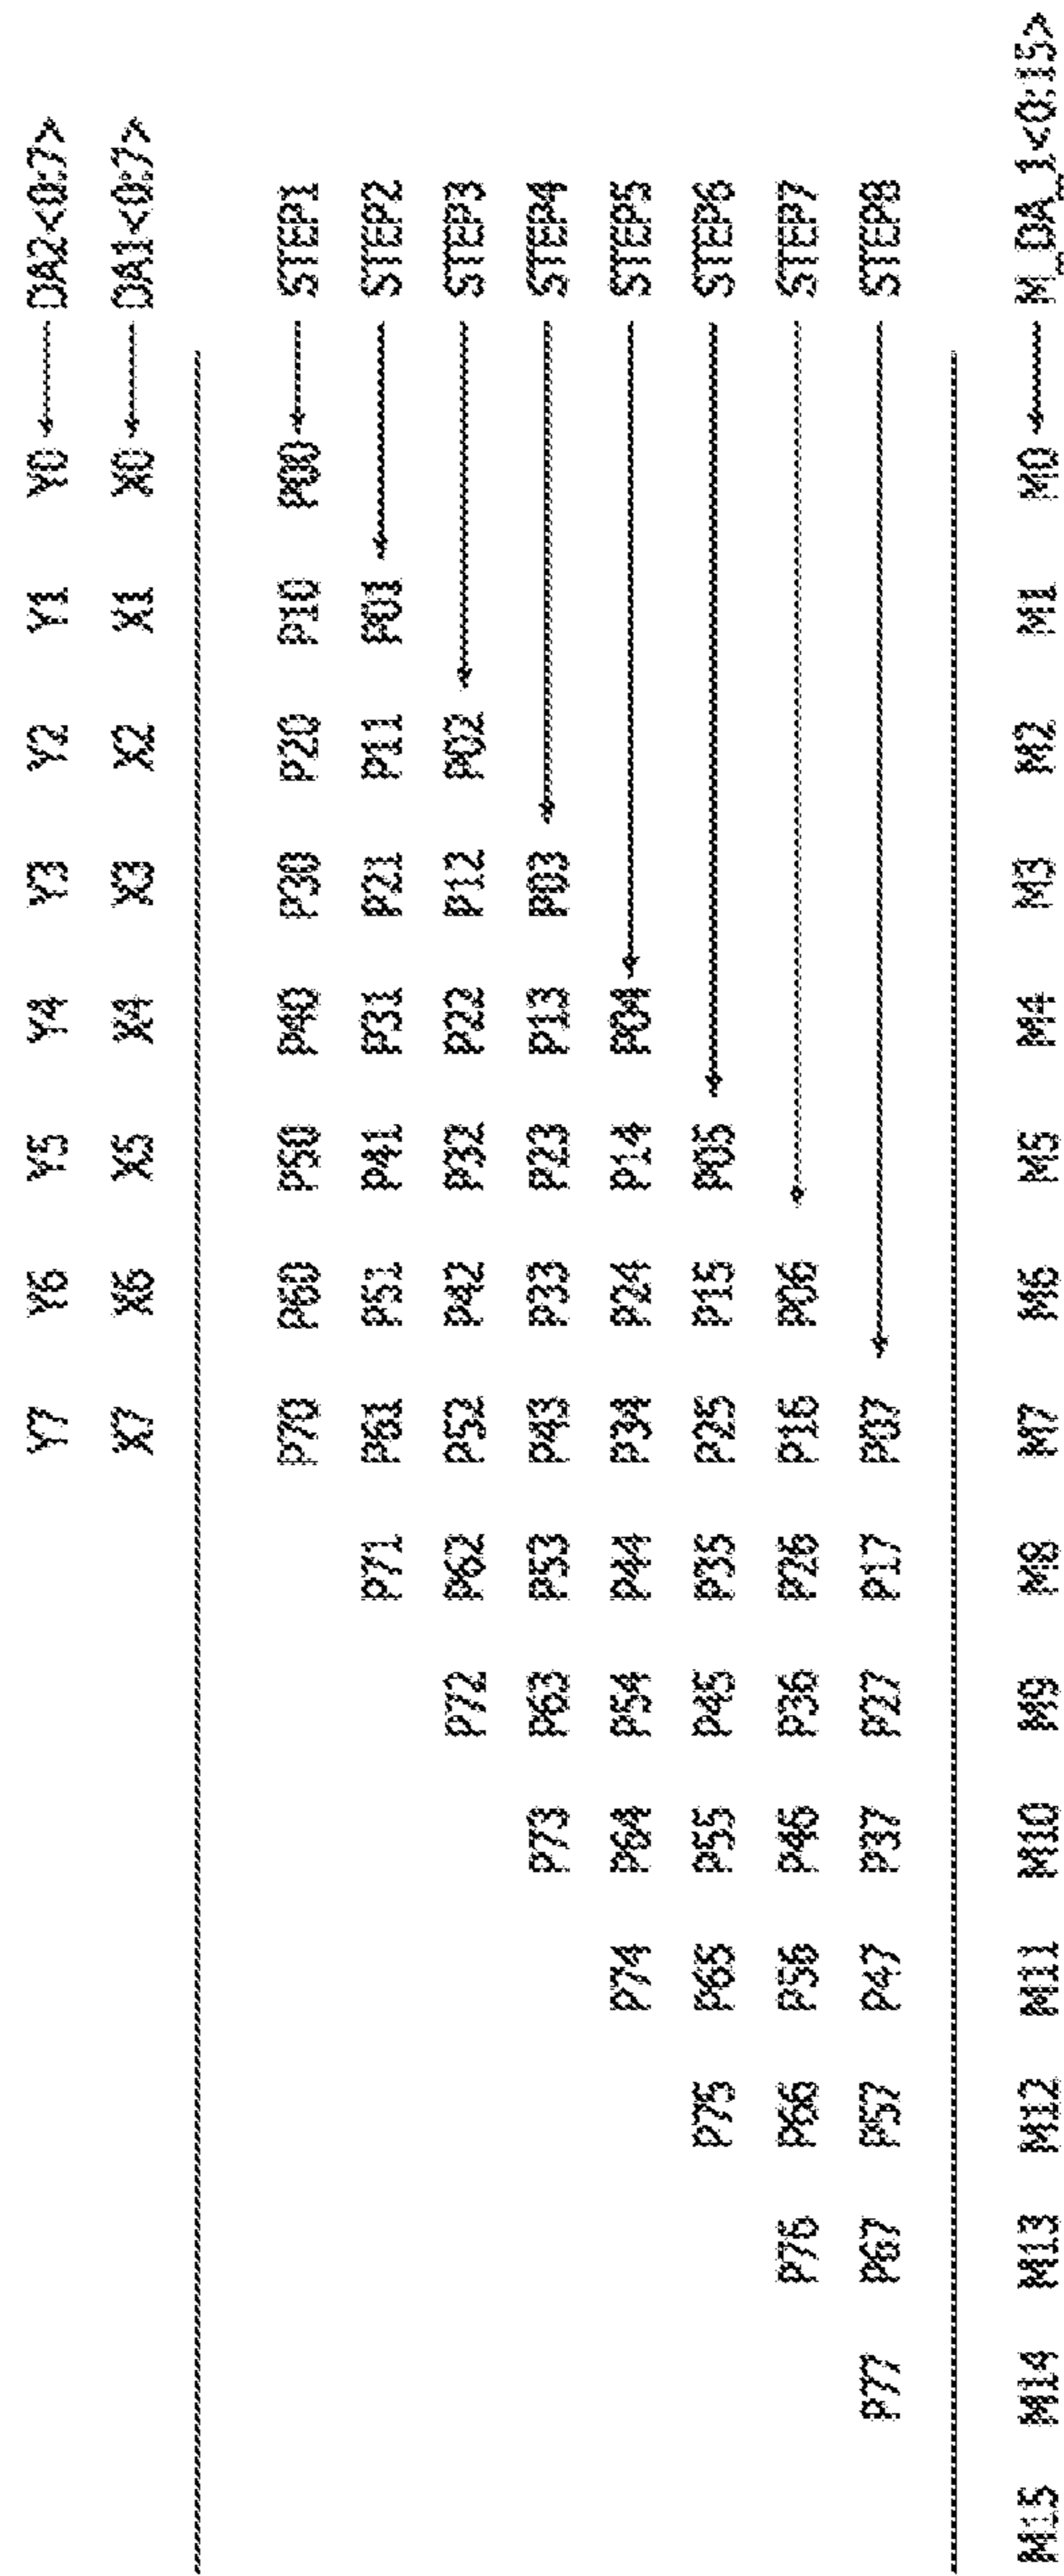 Y7 Y6 Y5 Y4 Y3 Y2 Y1 Y0 DA2<0:7>
X7 X6 X5 X4 X3 X2 X1 X0 DA1<0:7>
P70 P60 P50 P40 P30 P20 P10 P00 STEP1
P71 P61 P51 P41 P31 P21 P11 P01 STEP2
P72 P62 P52 P42 P32 P22 P12 P02 STEP3
P73 P63 P53 P43 P33 P23 P13 P03 STEP4
P74 P64 P54 P44 P34 P24 P14 P04 STEP5
P75 P65 P55 P45 P35 P25 P15 P05 STEP6
P76 P66 P56 P46 P36 P26 P16 P06 STEP7
P77 P67 P57 P47 P37 P27 P17 P07 STEP8
M15 M14 M13 M12 M11 M10 M9 M8 M7 M6 M5 M4 M3 M2 M1 M0 M_DA_1<0:15>